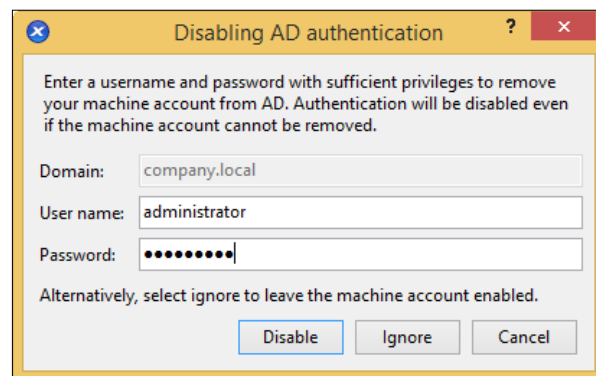 Disabling AD authentication ? ×
Enter a username and password with sufficient privileges to remove
your machine account from AD. Authentication will be disabled even
if the machine account cannot be removed.
Domain: company.local
User name: administrator
Password: ●●●●●●●●●
Alternatively, select ignore to leave the machine account enabled.
Disable Ignore Cancel